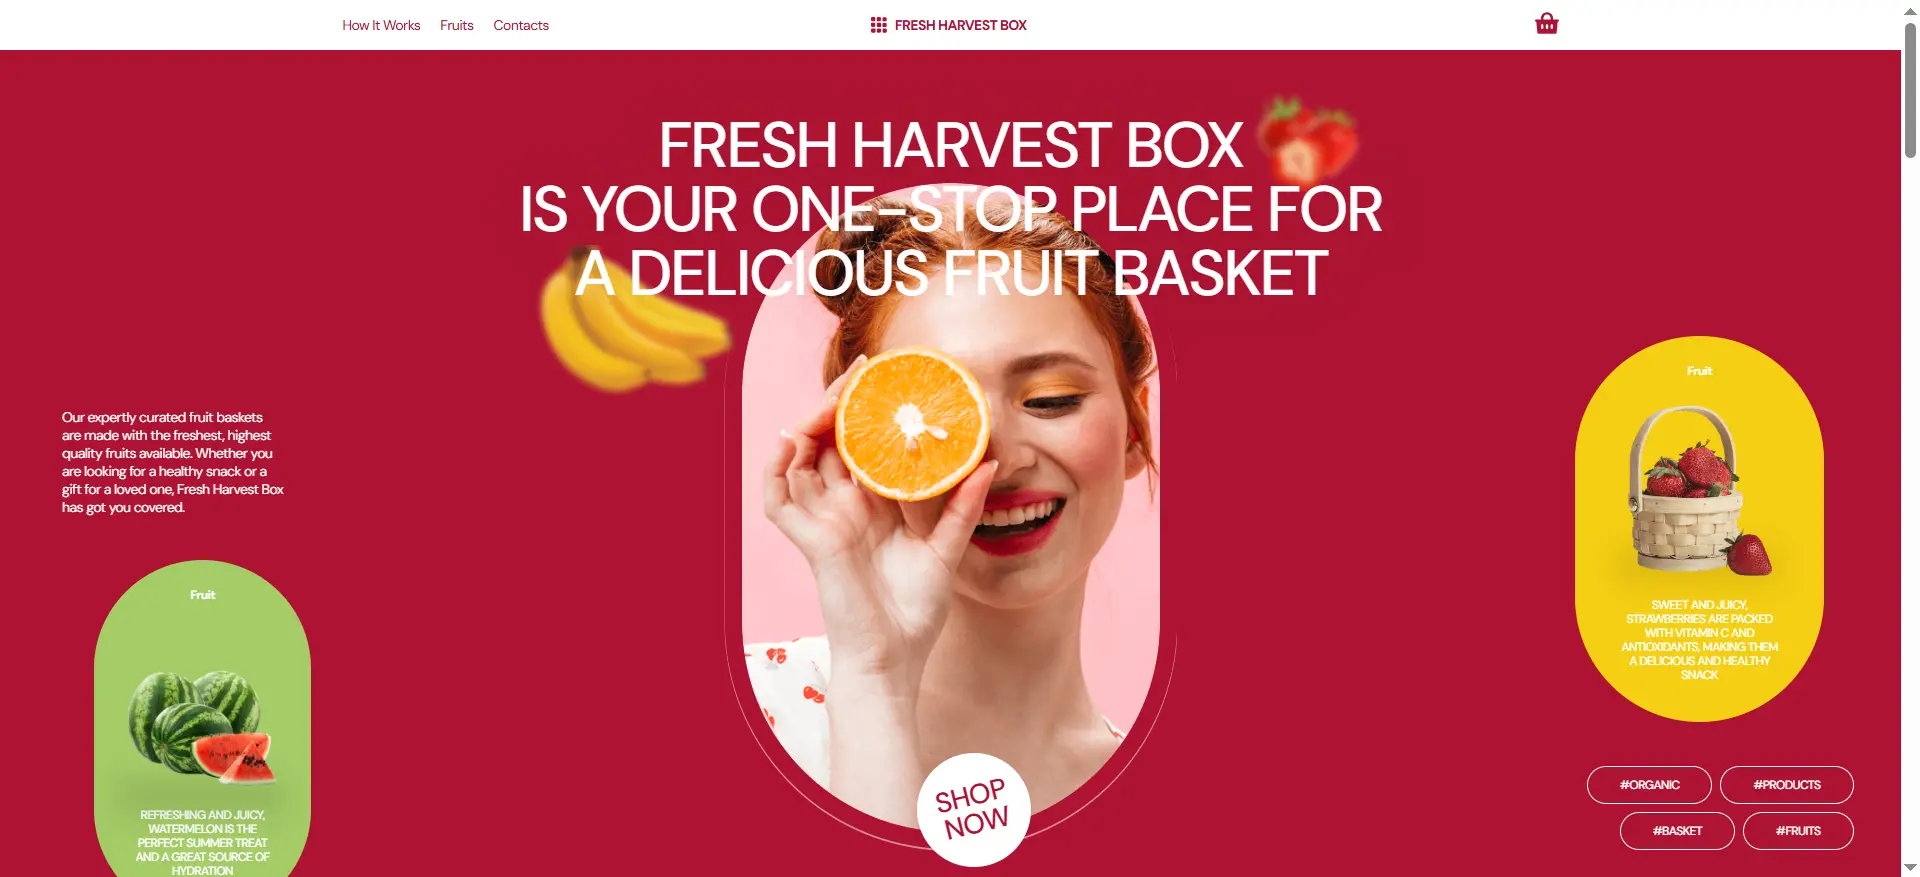 How It Works
Fruits
Contacts
FRESH HARVEST BOX
FRESH HARVEST BOX
IS YOUR ONE-STOP PLACE FOR
A DELICIOUS FRUIT BASKET
Our expertly curated fruit baskets
are made with the freshest, highest
quality fruits available. Whether you
are looking for a healthy snack or a
gift for a loved one, Fresh Harvest Box
has got you covered.
Fruit
REFRESHING AND JUICY,
WATERMELON IS THE
PERFECT SUMMER TREAT
AND A GREAT SOURCE OF
HYDRATION
SHOP
NOW
Fruit
SWEET AND JUICY,
STRAWBERRIES ARE PACKED
WITH VITAMIN C AND
ANTIOXIDANTS, MAKING THEM
A DELICIOUS AND HEALTHY
SNACK
#ORGANIC
#PRODUCTS
#BASKET
#FRUITS